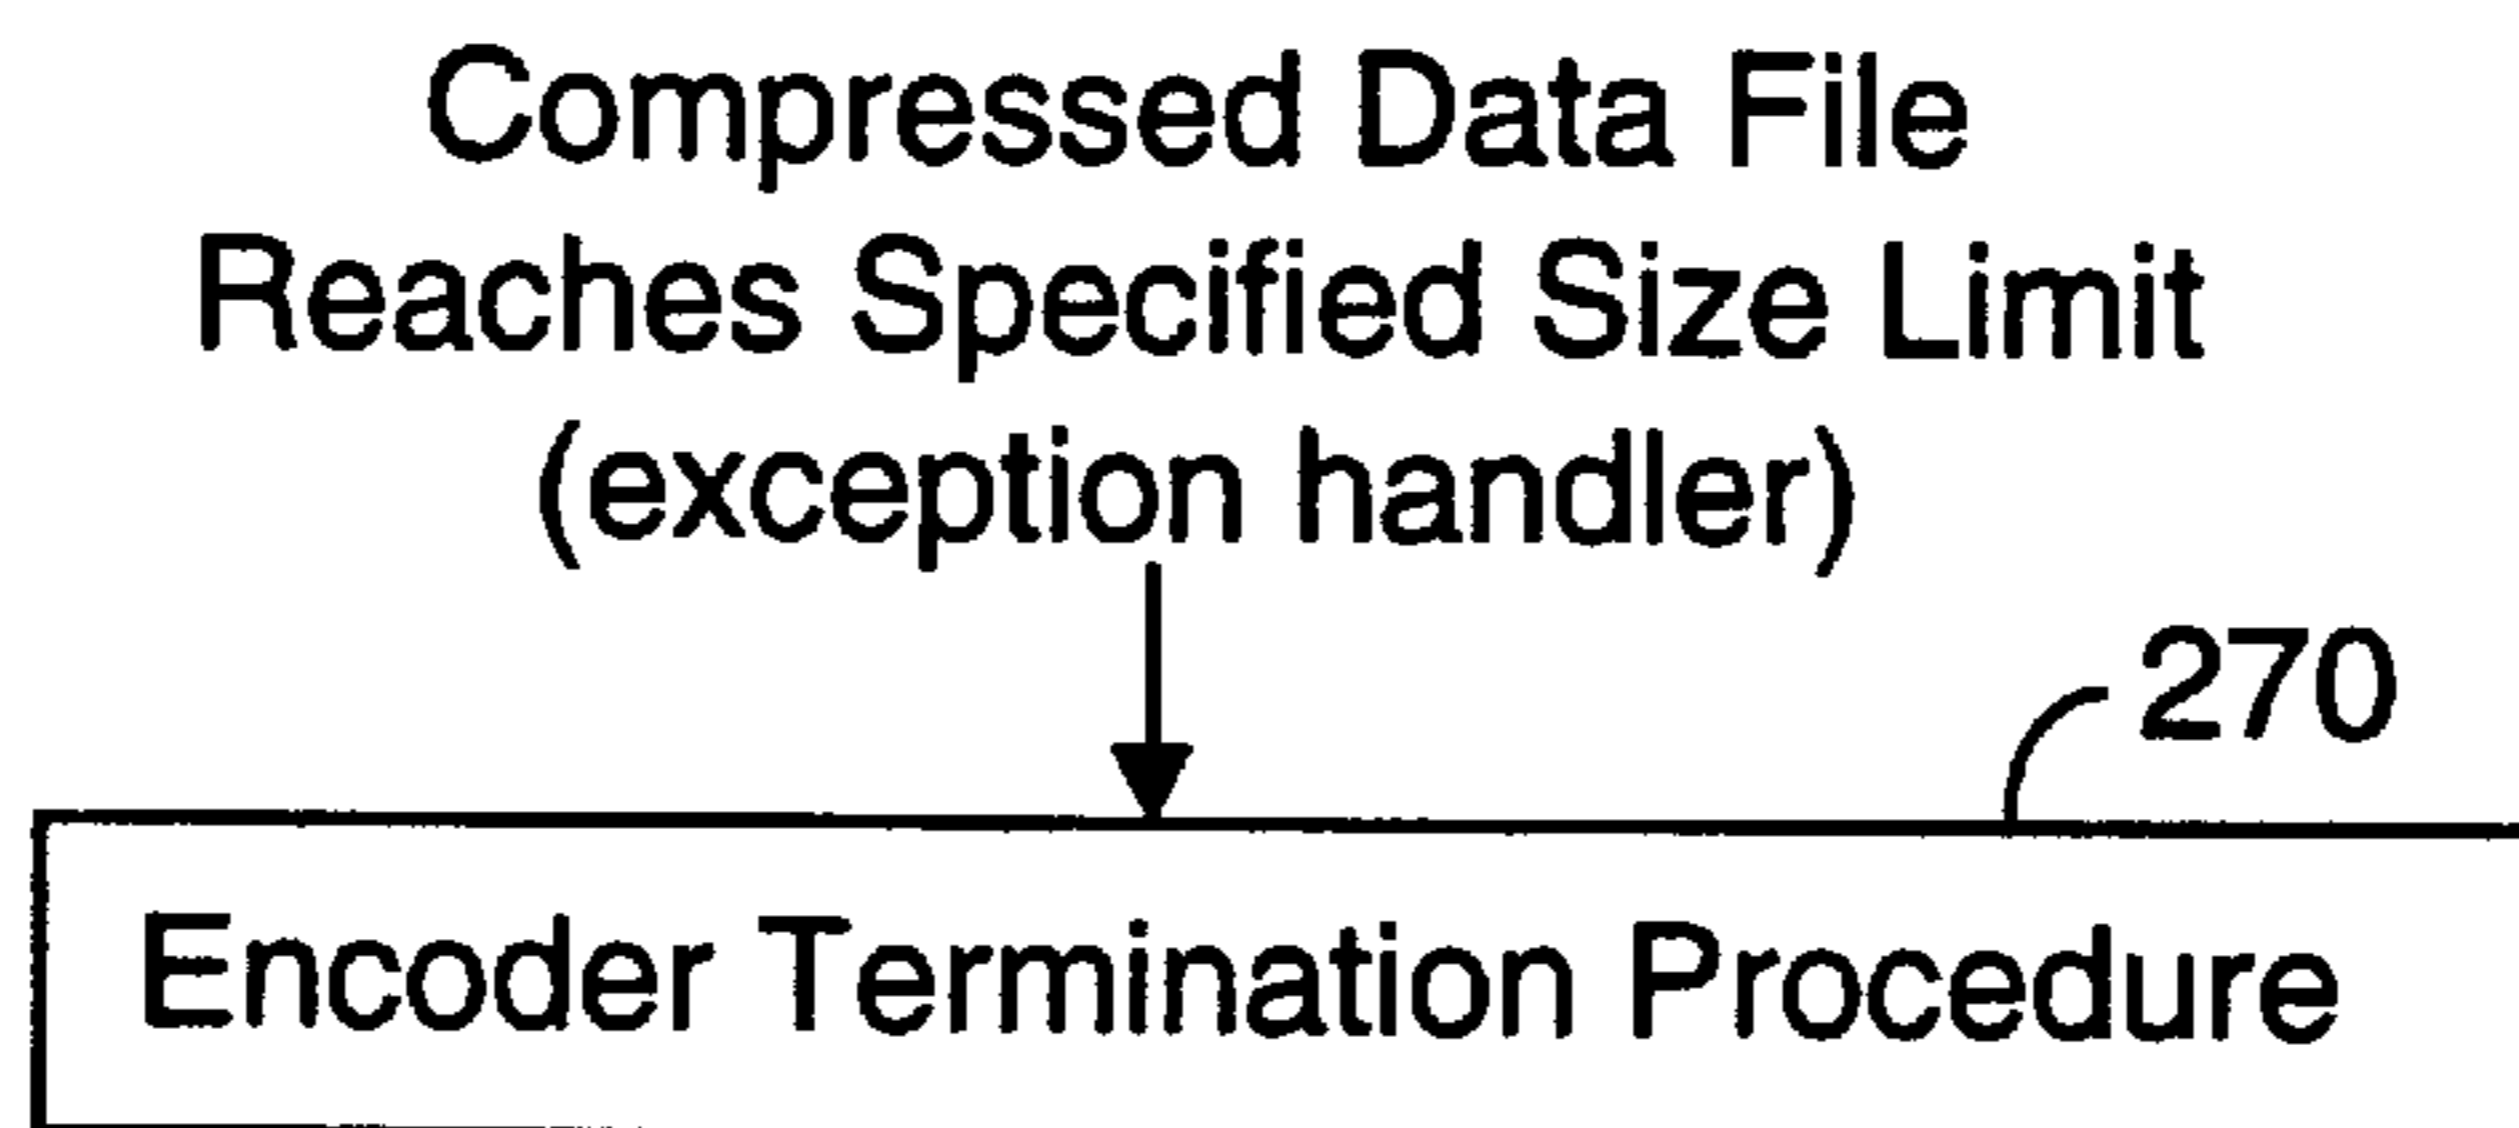 Compressed Data File
Reaches Specified Size Limit
(exception handler)
270
Encoder Termination Procedure